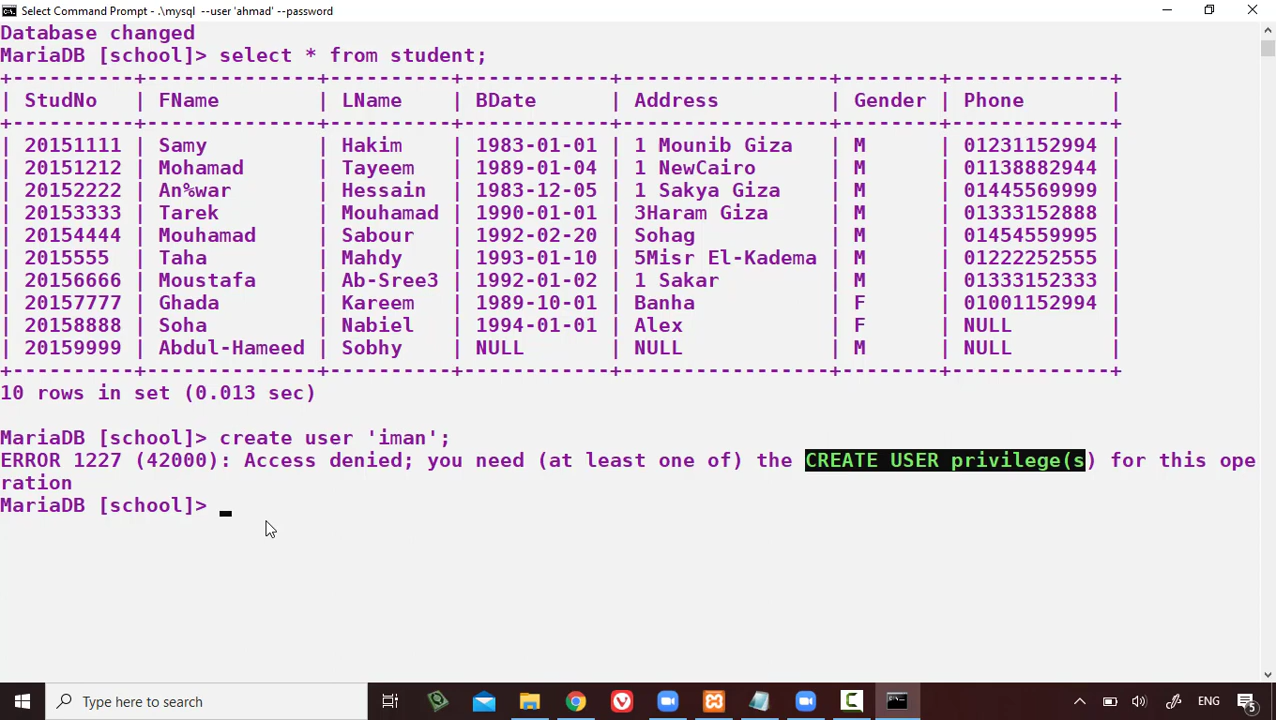 Select Command Prompt - .\mysql --user 'ahmad' --password
Database changed
MariaDB [school]> select * from student;
+----------+--------------+----------+------------+-----------------+--------+-------------+
| StudNo   | FName        | LName    | BDate      | Address         | Gender | Phone       |
+----------+--------------+----------+------------+-----------------+--------+-------------+
| 20151111 | Samy         | Hakim    | 1983-01-01 | 1 Mounib Giza   | M      | 01231152994 |
| 20151212 | Mohamad      | Tayeem   | 1989-01-04 | 1 NewCairo      | M      | 01138882944 |
| 20152222 | An%war       | Hessain  | 1983-12-05 | 1 Sakya Giza    | M      | 01445569999 |
| 20153333 | Tarek        | Mouhamad | 1990-01-01 | 3Haram Giza     | M      | 01333152888 |
| 20154444 | Mouhamad     | Sabour   | 1992-02-20 | Sohag           | M      | 01454559995 |
| 2015555  | Taha         | Mahdy    | 1993-01-10 | 5Misr El-Kadema | M      | 01222252555 |
| 20156666 | Moustafa     | Ab-Sree3 | 1992-01-02 | 1 Sakar         | M      | 01333152333 |
| 20157777 | Ghada        | Kareem   | 1989-10-01 | Banha           | F      | 01001152994 |
| 20158888 | Soha         | Nabiel   | 1994-01-01 | Alex            | F      | NULL        |
| 20159999 | Abdul-Hameed | Sobhy    | NULL       | NULL            | M      | NULL        |
+----------+--------------+----------+------------+-----------------+--------+-------------+
10 rows in set (0.013 sec)
MariaDB [school]> create user 'iman';
ERROR 1227 (42000): Access denied; you need (at least one of) the CREATE USER privilege(s) for this ope
ration
MariaDB [school]>
Type here to search
ENG
5